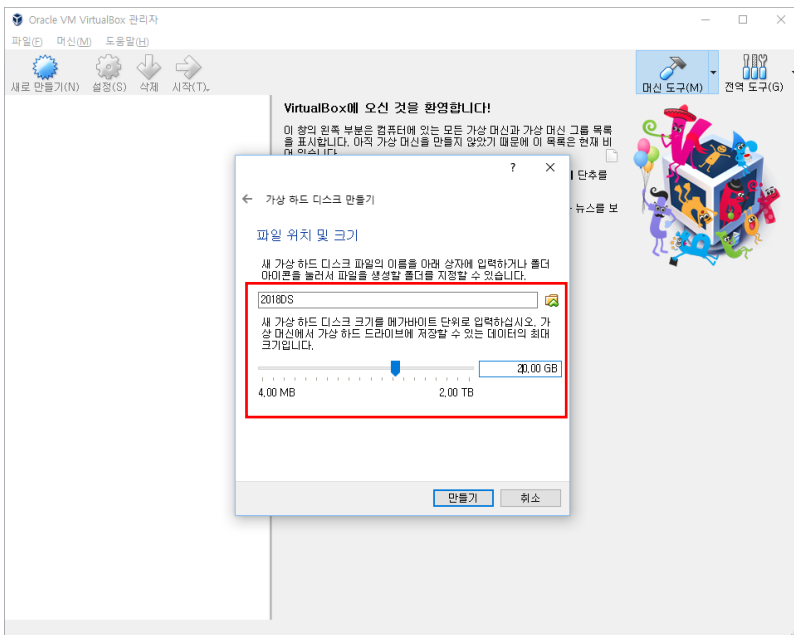 Oracle VM VirtualBox 관리자
파일(F) 머신(M) 도움말(H)
새로 만들기(N) 설정(S) 삭제 시작(T)
머신 도구(M) 전역 도구(G)
VirtualBox에 오신 것을 환영합니다!
이 창의 왼쪽 부분은 컴퓨터에 있는 모든 가상 머신과 가상 머신 그룹 목록
을 표시합니다. 아직 가상 머신을 만들지 않았기 때문에 이 목록은 현재 비
어 있습니다.
단추를
뉴스를 보
?
가상 하드 디스크 만들기
파일 위치 및 크기
새 가상 하드 디스크 파일의 이름을 아래 상자에 입력하거나 폴더
아이콘을 눌러서 파일을 생성할 폴더를 지정할 수 있습니다.
2018DS
새 가상 하드 디스크 크기를 메가바이트 단위로 입력하십시오. 가
상 머신에서 가상 하드 드라이브에 저장할 수 있는 데이터의 최대
크기입니다.
20,00 GB
4,00 MB 2,00 TB
만들기 취소